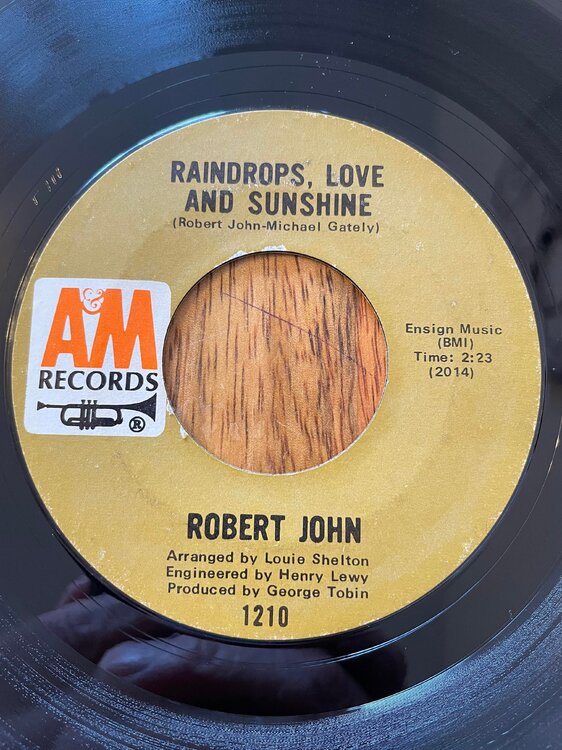 RAINDROPS, LOVE
AND SUNSHINE
(Robert John-Michael Gately)
A&M
RECORDS
®
Ensign Music
(BMI)
Time: 2:23
(2014)
ROBERT JOHN
Arranged by Louie Shelton
Engineered by Henry Lewy
Produced by George Tobin
1210